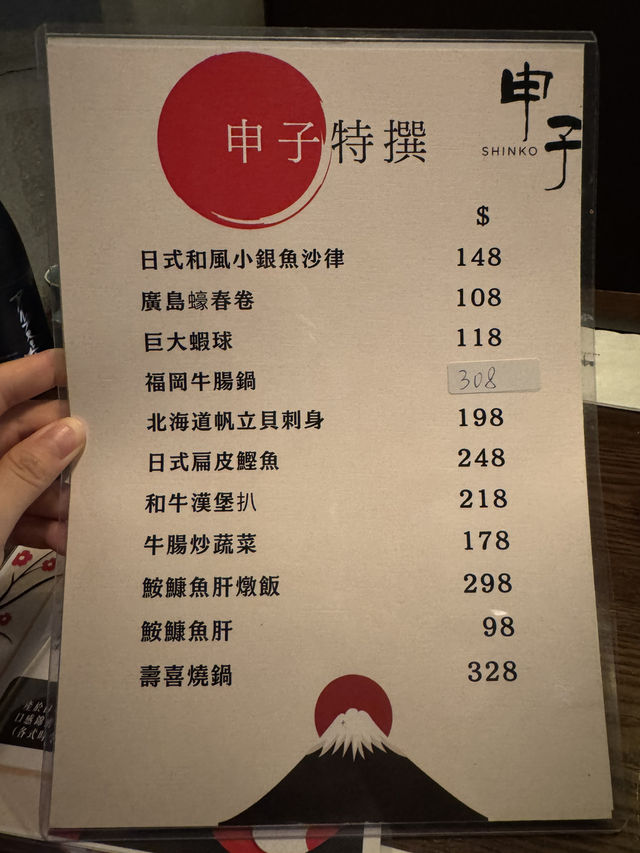 申子特撰
申子
SHINKO
$
日式和風小銀魚沙律 148
廣島蠔春卷 108
巨大蝦球 118
福岡牛腸鍋 308
北海道帆立貝刺身 198
日式扁皮鰹魚 248
和牛漢堡扒 218
牛腸炒蔬菜 178
鮟鱇魚肝燉飯 298
鮟鱇魚肝 98
壽喜燒鍋 328